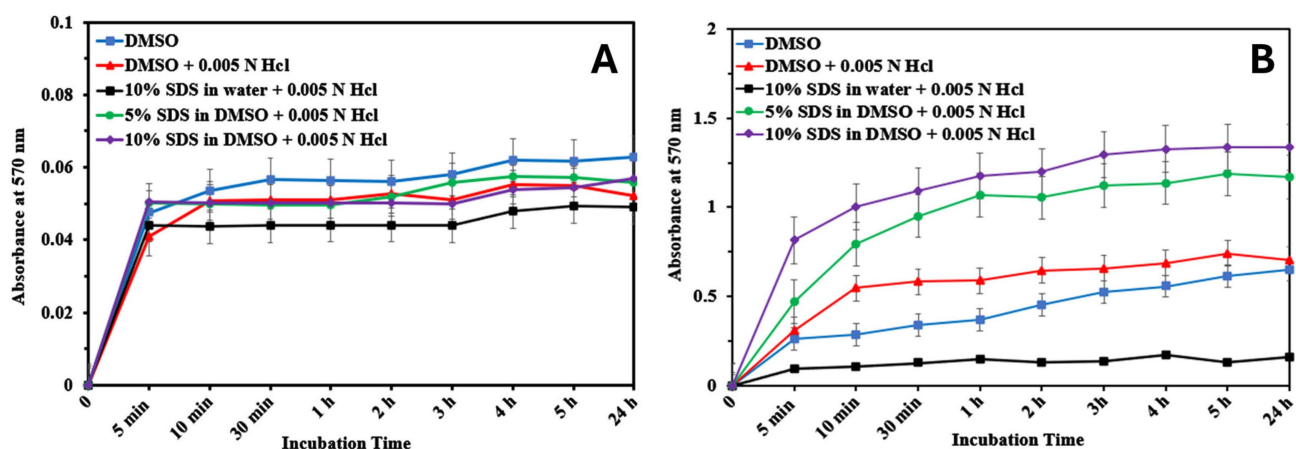 A
Absorbance at 570 nm
0.1
0.08
0.06
0.04
0.02
0
DMSO
DMSO + 0.005 N Hcl
10% SDS in water + 0.005 N Hcl
5% SDS in DMSO + 0.005 N Hcl
10% SDS in DMSO + 0.005 N Hcl
0
5 min
10 min
30 min
1 h
2 h
3 h
4 h
5 h
24 h
Incubation Time
B
Absorbance at 570 nm
2
1.5
1
0.5
0
DMSO
DMSO + 0.005 N Hcl
10% SDS in water + 0.005 N Hcl
5% SDS in DMSO + 0.005 N Hcl
10% SDS in DMSO + 0.005 N Hcl
0
5 min
10 min
30 min
1 h
2 h
3h
4 h
5 h
24 h
Incubation Time